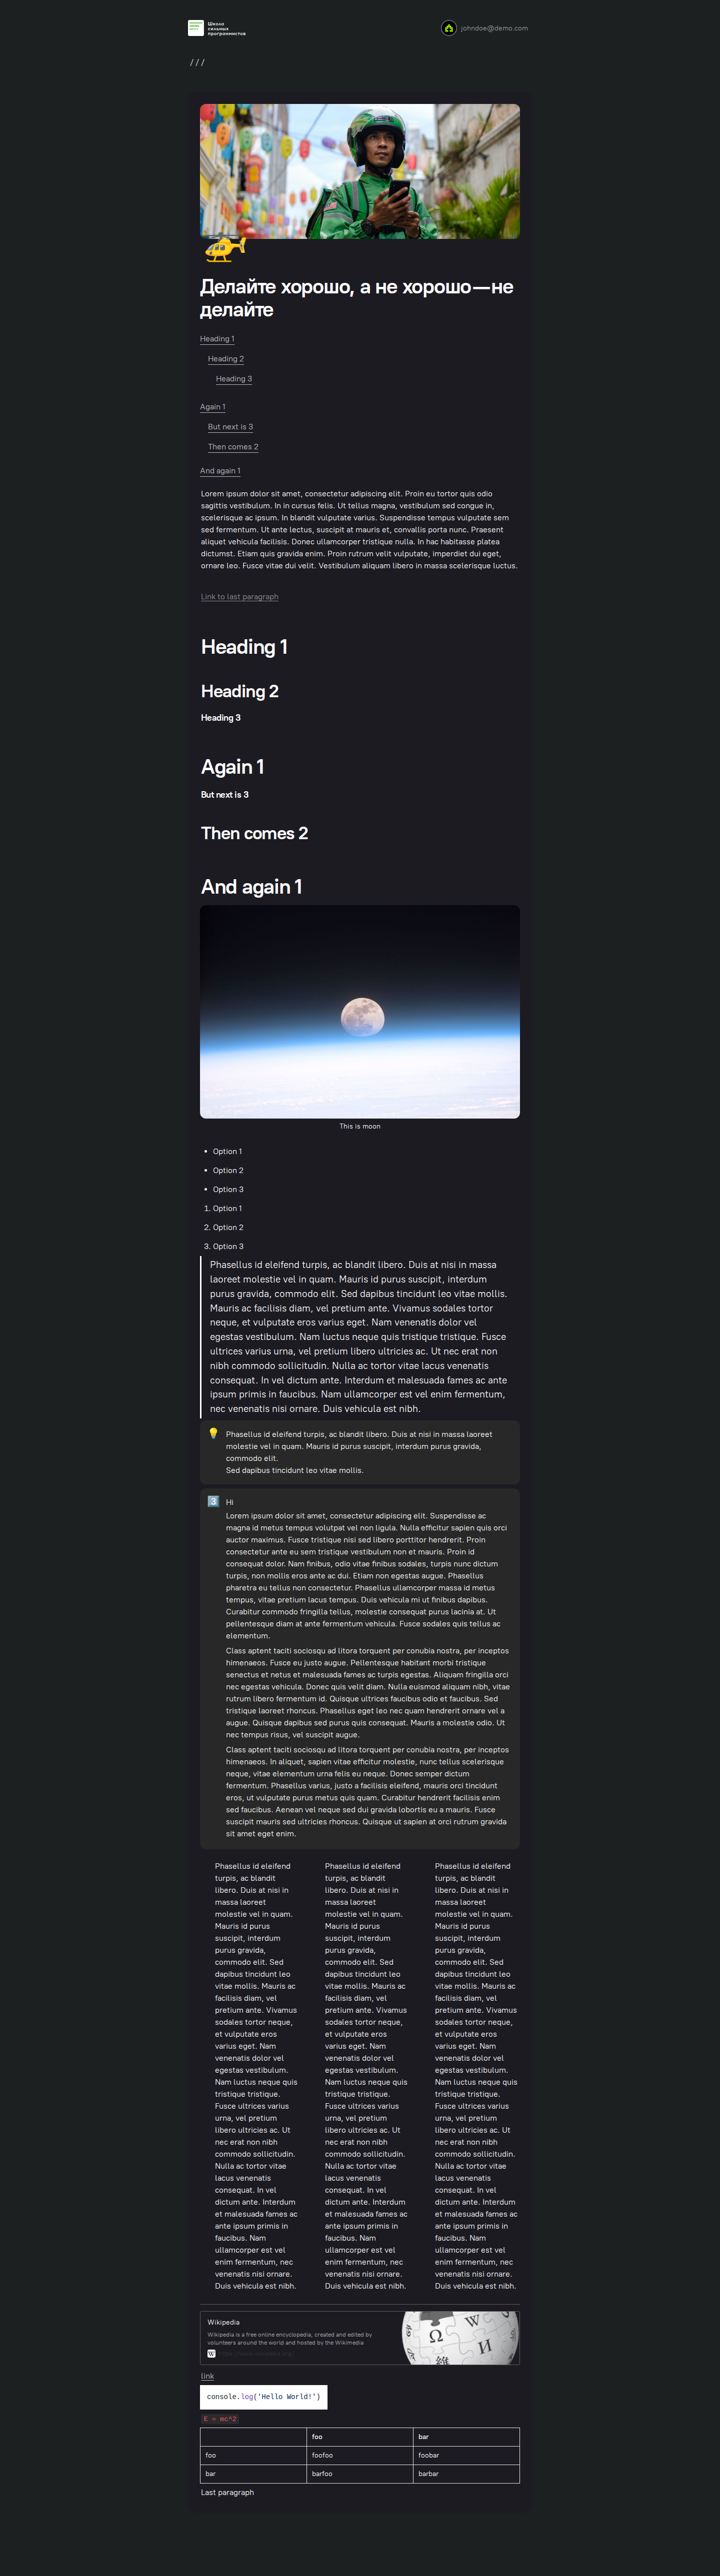 Школа
сильных
программистов
johndoe@demo.com
///
Делайте хорошо, а не хорошо — не
делайте
Heading 1
Heading 2
Heading 3
Again 1
But next is 3
Then comes 2
And again 1
Lorem ipsum dolor sit amet, consectetur adipiscing elit. Proin eu tortor quis odio
sagittis vestibulum. In in cursus felis. Ut tellus magna, vestibulum sed congue in,
scelerisque ac ipsum. In blandit vulputate varius. Suspendisse tempus vulputate sem
sed fermentum. Ut ante lectus, suscipit at mauris et, convallis porta nunc. Praesent
aliquet vehicula facilisis. Donec ullamcorper tristique nulla. In hac habitasse platea
dictumst. Etiam quis gravida enim. Proin rutrum velit vulputate, imperdiet dui eget,
ornare leo. Fusce vitae dui velit. Vestibulum aliquam libero in massa scelerisque luctus.
Link to last paragraph
Heading 1
Heading 2
Heading 3
Again 1
But next is 3
Then comes 2
And again 1
This is moon
• Option 1
• Option 2
• Option 3
1. Option 1
2. Option 2
3. Option 3
Phasellus id eleifend turpis, ac blandit libero. Duis at nisi in massa
laoreet molestie vel in quam. Mauris id purus suscipit, interdum
purus gravida, commodo elit. Sed dapibus tincidunt leo vitae mollis.
Mauris ac facilisis diam, vel pretium ante. Vivamus sodales tortor
neque, et vulputate eros varius eget. Nam venenatis dolor vel
egestas vestibulum. Nam luctus neque quis tristique tristique. Fusce
ultrices varius urna, vel pretium libero ultricies ac. Ut nec erat non
nibh commodo sollicitudin. Nulla ac tortor vitae lacus venenatis
consequat. In vel dictum ante. Interdum et malesuada fames ac ante
ipsum primis in faucibus. Nam ullamcorper est vel enim fermentum,
nec venenatis nisi ornare. Duis vehicula est nibh.
Phasellus id eleifend turpis, ac blandit libero. Duis at nisi in massa laoreet
molestie vel in quam. Mauris id purus suscipit, interdum purus gravida,
commodo elit.
Sed dapibus tincidunt leo vitae mollis.
3 Hi
Lorem ipsum dolor sit amet, consectetur adipiscing elit. Suspendisse ac
magna id metus tempus volutpat vel non ligula. Nulla efficitur sapien quis orci
auctor maximus. Fusce tristique nisi sed libero porttitor hendrerit. Proin
consectetur ante eu sem tristique vestibulum non et mauris. Proin id
consequat dolor. Nam finibus, odio vitae finibus sodales, turpis nunc dictum
turpis, non mollis eros ante ac dui. Etiam non egestas augue. Phasellus
pharetra eu tellus non consectetur. Phasellus ullamcorper massa id metus
tempus, vitae pretium lacus tempus. Duis vehicula mi ut finibus dapibus.
Curabitur commodo fringilla tellus, molestie consequat purus lacinia at. Ut
pellentesque diam at ante fermentum vehicula. Fusce sodales quis tellus ac
elementum.
Class aptent taciti sociosqu ad litora torquent per conubia nostra, per inceptos
himenaeos. Fusce eu justo augue. Pellentesque habitant morbi tristique
senectus et netus et malesuada fames ac turpis egestas. Aliquam fringilla orci
nec egestas vehicula. Donec quis velit diam. Nulla euismod aliquam nibh, vitae
rutrum libero fermentum id. Quisque ultrices faucibus odio et faucibus. Sed
tristique laoreet rhoncus. Phasellus eget leo nec quam hendrerit ornare vel a
augue. Quisque dapibus sed purus quis consequat. Mauris a molestie odio. Ut
nec tempus risus, vel suscipit augue.
Class aptent taciti sociosqu ad litora torquent per conubia nostra, per inceptos
himenaeos. In aliquet, sapien vitae efficitur molestie, nunc tellus scelerisque
neque, vitae elementum urna felis eu neque. Donec semper dictum
fermentum. Phasellus varius, justo a facilisis eleifend, mauris orci tincidunt
eros, ut vulputate purus metus quis quam. Curabitur hendrerit facilisis enim
sed faucibus. Aenean vel neque sed dui gravida lobortis eu a mauris. Fusce
suscipit mauris sed ultricies rhoncus. Quisque ut sapien at orci rutrum gravida
sit amet eget enim.
Phasellus id eleifend
turpis, ac blandit
libero. Duis at nisi in
massa laoreet
molestie vel in quam.
Mauris id purus
suscipit, interdum
purus gravida,
commodo elit. Sed
dapibus tincidunt leo
vitae mollis. Mauris ac
facilisis diam, vel
pretium ante. Vivamus
sodales tortor neque,
et vulputate eros
varius eget. Nam
venenatis dolor vel
egestas vestibulum.
Nam luctus neque quis
tristique tristique.
Fusce ultrices varius
urna, vel pretium
libero ultricies ac. Ut
nec erat non nibh
commodo sollicitudin.
Nulla ac tortor vitae
lacus venenatis
consequat. In vel
dictum ante. Interdum
et malesuada fames ac
ante ipsum primis in
faucibus. Nam
ullamcorper est vel
enim fermentum, nec
venenatis nisi ornare.
Duis vehicula est nibh.
Phasellus id eleifend
turpis, ac blandit
libero. Duis at nisi in
massa laoreet
molestie vel in quam.
Mauris id purus
suscipit, interdum
purus gravida,
commodo elit. Sed
dapibus tincidunt leo
vitae mollis. Mauris ac
facilisis diam, vel
pretium ante. Vivamus
sodales tortor neque,
et vulputate eros
varius eget. Nam
venenatis dolor vel
egestas vestibulum.
Nam luctus neque quis
tristique tristique.
Fusce ultrices varius
urna, vel pretium
libero ultricies ac. Ut
nec erat non nibh
commodo sollicitudin.
Nulla ac tortor vitae
lacus venenatis
consequat. In vel
dictum ante. Interdum
et malesuada fames ac
ante ipsum primis in
faucibus. Nam
ullamcorper est vel
enim fermentum, nec
venenatis nisi ornare.
Duis vehicula est nibh.
Phasellus id eleifend
turpis, ac blandit
libero. Duis at nisi in
massa laoreet
molestie vel in quam.
Mauris id purus
suscipit, interdum
purus gravida,
commodo elit. Sed
dapibus tincidunt leo
vitae mollis. Mauris ac
facilisis diam, vel
pretium ante. Vivamus
sodales tortor neque,
et vulputate eros
varius eget. Nam
venenatis dolor vel
egestas vestibulum.
Nam luctus neque quis
tristique tristique.
Fusce ultrices varius
urna, vel pretium
libero ultricies ac. Ut
nec erat non nibh
commodo sollicitudin.
Nulla ac tortor vitae
lacus venenatis
consequat. In vel
dictum ante. Interdum
et malesuada fames ac
ante ipsum primis in
faucibus. Nam
ullamcorper est vel
enim fermentum, nec
venenatis nisi ornare.
Duis vehicula est nibh.
Wikipedia
Wikipedia is a free online encyclopedia, created and edited by
volunteers around the world and hosted by the Wikimedia
W
Ω W И 維
link
console.log('Hello World!')
E = mc^2
foo bar
foo foofoo foobar
bar barfoo barbar
Last paragraph